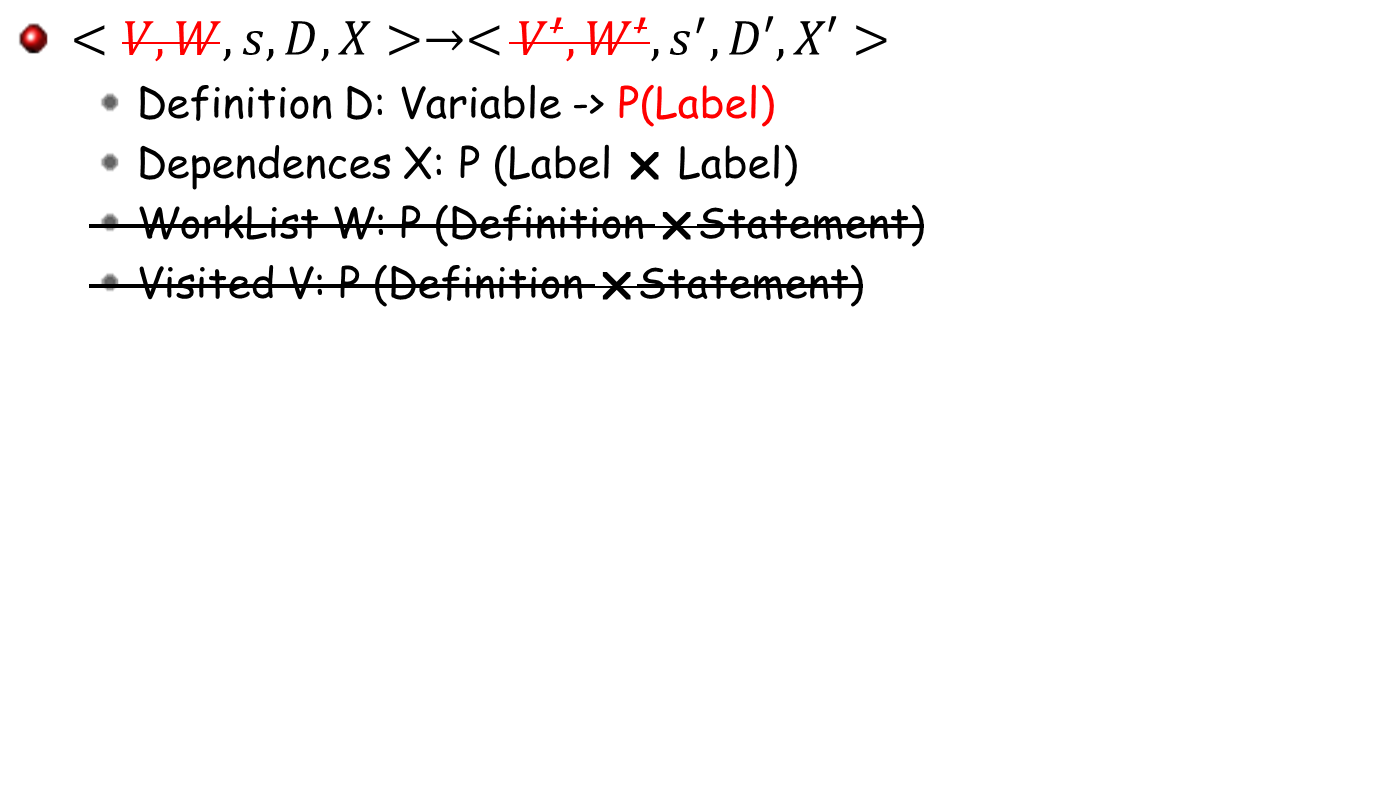 < V, W, s, D, X >→< V′, W′, s′, D′, X′ >
Definition D: Variable -> P(Label)
Dependences X: P (Label × Label)
WorkList W: P (Definition × Statement)
Visited V: P (Definition × Statement)